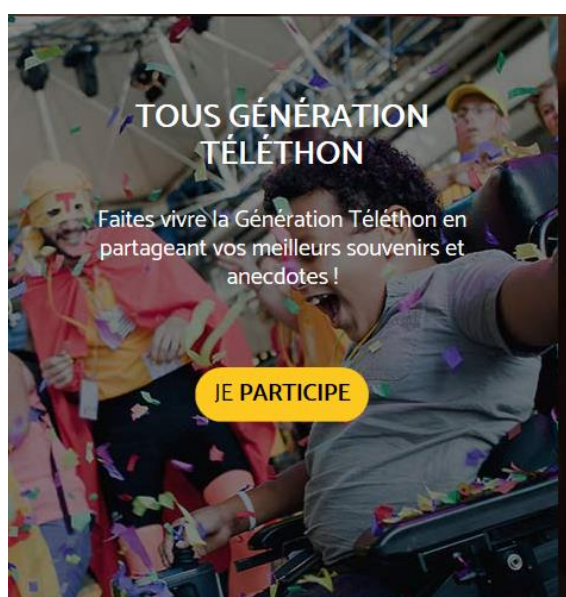 TOUS GÉNÉRATION
TÉLÉTHON
Faites vivre la Génération Téléthon en
partageant vos meilleurs souvenirs et
anecdotes !
JE PARTICIPE